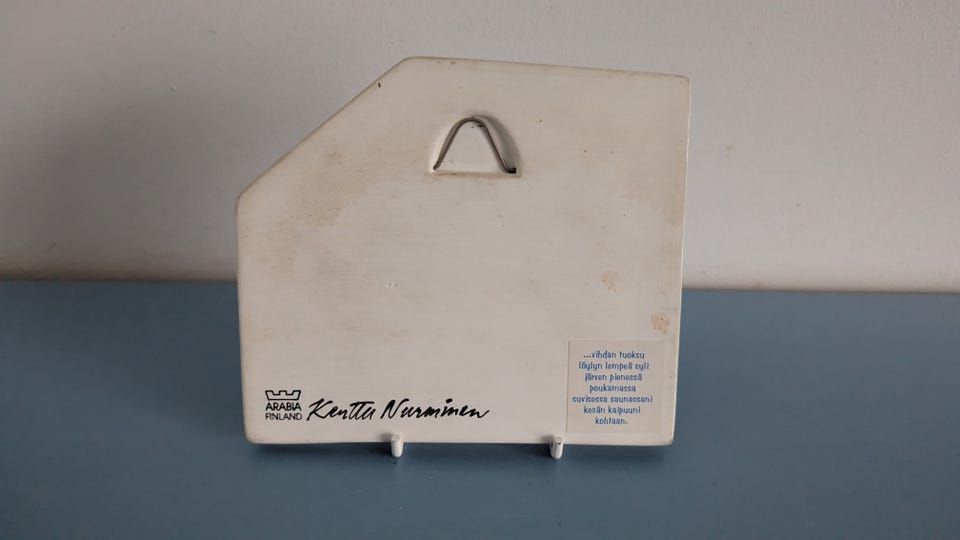 ...vihdan tuoksu
löylyn lempeä syli
järven pienessä
poukamassa
suvisessa saunassani
kesän kaipuuni
kohtaan.
ARABIA
FINLAND
Kerttu Nurminen